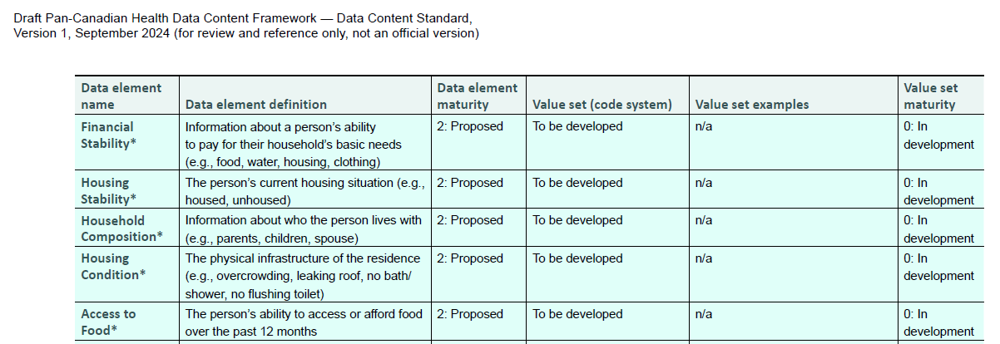 Draft Pan-Canadian Health Data Content Framework — Data Content Standard,
Version 1, September 2024 (for review and reference only, not an official version)
Data element name
Data element definition
Data element maturity
Value set (code system)
Value set examples
Value set maturity
Financial Stability*
Information about a person’s ability
to pay for their household’s basic needs
(e.g., food, water, housing, clothing)
2: Proposed
To be developed
n/a
0: In development
Housing Stability*
The person’s current housing situation (e.g.,
housed, unhoused)
2: Proposed
To be developed
n/a
0: In development
Household Composition*
Information about who the person lives with
(e.g., parents, children, spouse)
2: Proposed
To be developed
n/a
0: In development
Housing Condition*
The physical infrastructure of the residence
(e.g., overcrowding, leaking roof, no bath/
shower, no flushing toilet)
2: Proposed
To be developed
n/a
0: In development
Access to Food*
The person’s ability to access or afford food
over the past 12 months
2: Proposed
To be developed
n/a
0: In development